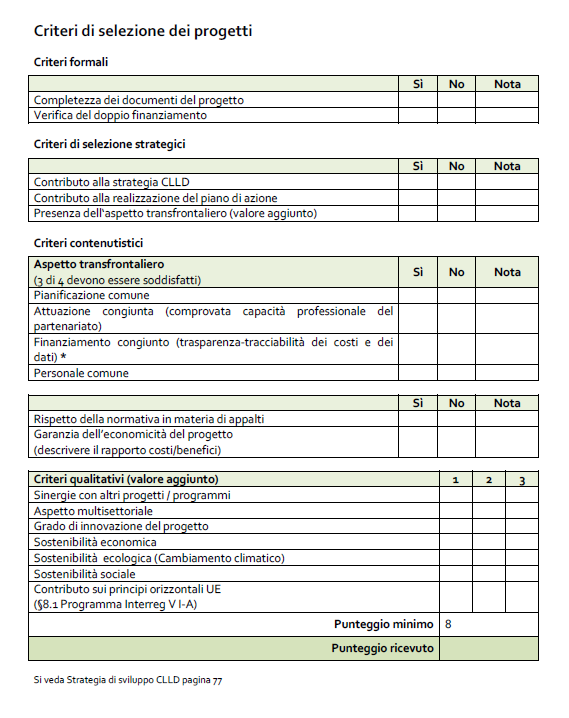 Criteri di selezione dei progetti
Criteri formali
Sì No Nota
Completezza dei documenti del progetto
Verifica del doppio finanziamento
Criteri di selezione strategici
Sì No Nota
Contributo alla strategia CLLD
Contributo alla realizzazione del piano di azione
Presenza dell'aspetto transfrontaliero (valore aggiunto)
Criteri contenutistici
Aspetto transfrontaliero
(3 di 4 devono essere soddisfatti)
Sì No Nota
Pianificazione comune
Attuazione congiunta (comprovata capacità professionale del
partenariato)
Finanziamento congiunto (trasparenza-tracciabilità dei costi e dei
dati) *
Personale comune
Sì No Nota
Rispetto della normativa in materia di appalti
Garanzia dell'economicità del progetto
(descrivere il rapporto costi/benefici)
Criteri qualitativi (valore aggiunto) 1 2 3
Sinergie con altri progetti / programmi
Aspetto multisettoriale
Grado di innovazione del progetto
Sostenibilità economica
Sostenibilità ecologica (Cambiamento climatico)
Sostenibilità sociale
Contributo sui principi orizzontali UE
(§8.1 Programma Interreg V I-A)
Punteggio minimo 8
Punteggio ricevuto
Si veda Strategia di sviluppo CLLD pagina 77